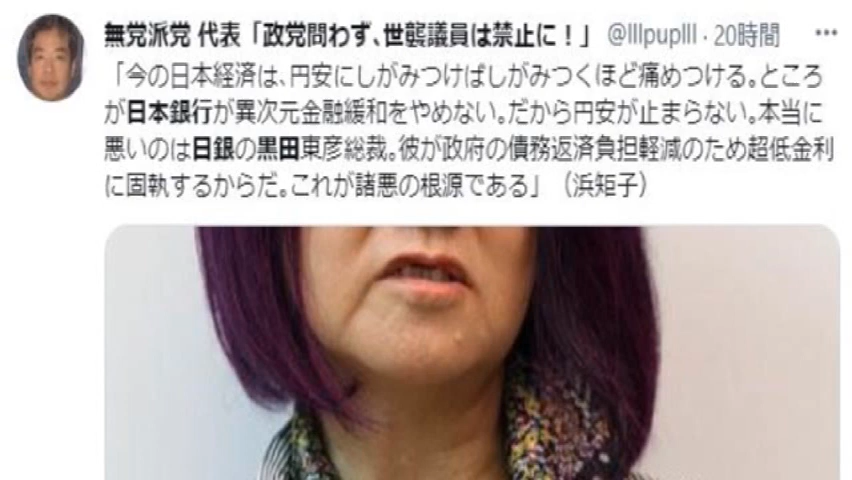 無党派党 代表「政党問わず、世襲議員は禁止に！」 @lllpuplll · 20時間
「今の日本経済は、円安にしがみつけばしがみつくほど痛めつける。ところ
が日本銀行が異次元金融緩和をやめない。だから円安が止まらない。本当に
悪いのは日銀の黒田東彦総裁。彼が政府の債務返済負担軽減のため超低金利
に固執するからだ。これが諸悪の根源である」（浜矩子）